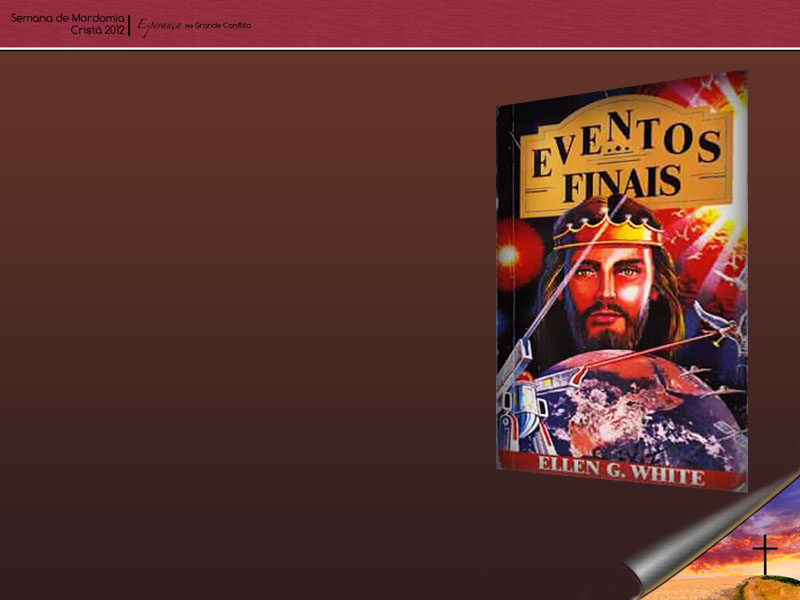 Semana de Mordomia
Cristã 2012
Esperança no Grande Conflito
EVENTOS
FINAIS
ELLEN G. WHITE